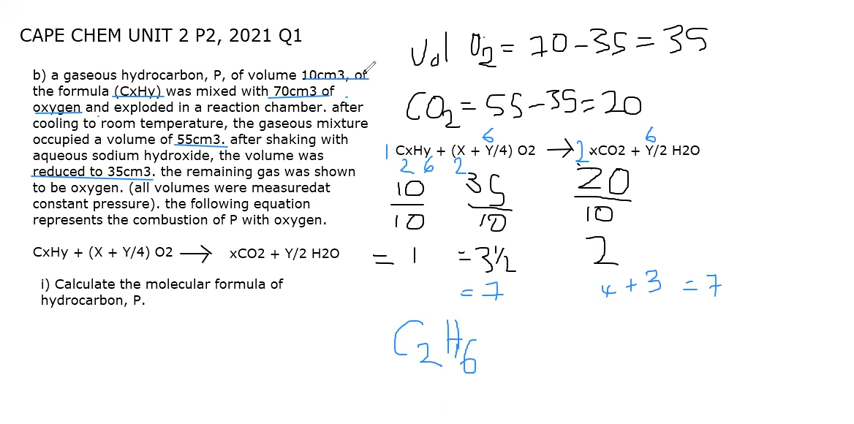 CAPE CHEM UNIT 2 P2, 2021 Q1
b) a gaseous hydrocarbon, P, of volume 10cm3, of
the formula (CxHy) was mixed with 70cm3 of
oxygen and exploded in a reaction chamber. after
cooling to room temperature, the gaseous mixture
occupied a volume of 55cm3. after shaking with
aqueous sodium hydroxide, the volume was
reduced to 35cm3. the remaining gas was shown
to be oxygen. (all volumes were measuredat
constant pressure). the following equation
represents the combustion of P with oxygen.
CxHy + (X + Y/4) O2 → xCO2 + Y/2 H2O
i) Calculate the molecular formula of
hydrocarbon, P.
Vol O2 = 70 - 35 = 35
CO2 = 55 - 35 = 20
6 6
1 CxHy + (X + Y/4) O2 → 2 xCO2 + Y/2 H2O
2 6 2
10/10 35/10 20/10
= 1 = 3½ 2
= 7 4 + 3 = 7
C2H6